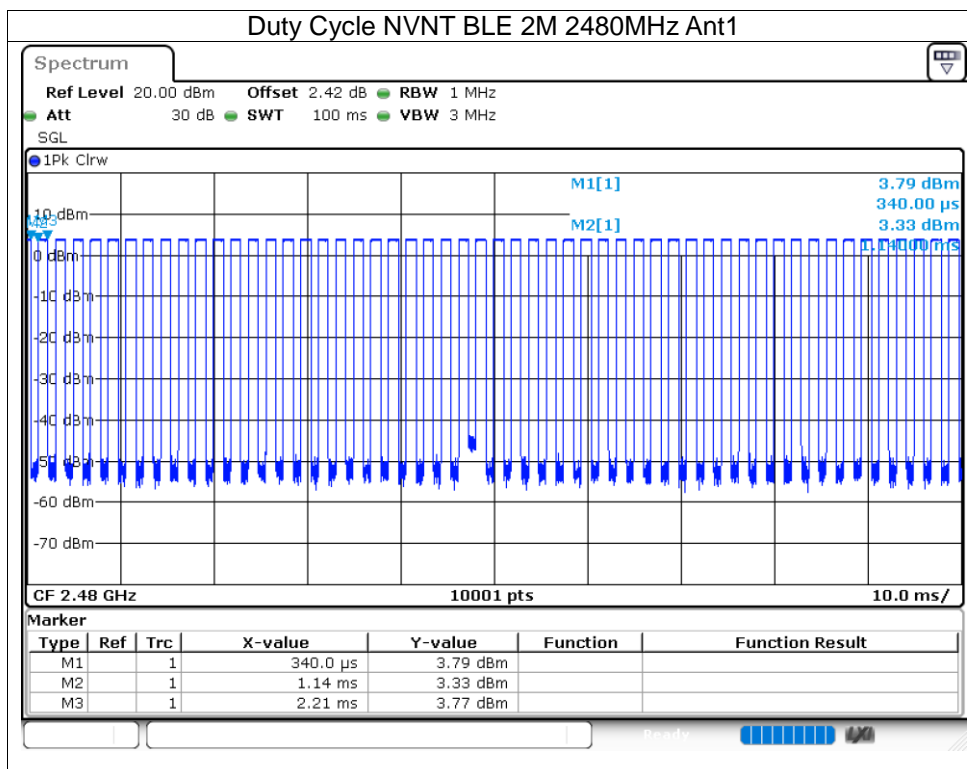 Duty Cycle NVNT BLE 2M 2480MHz Ant1
Spectrum
Ref Level 20.00 dBm Offset 2.42 dB RBW 1 MHz
Att 30 dB SWT 100 ms VBW 3 MHz
SGL
1Pk Clrw
M1[1] 3.79 dBm
340.00 µs
10 dBm
M2[1] 3.33 dBm
1.14000 ms
0 dBm
-10 dBm
-20 dBm
-30 dBm
-40 dBm
-50 dBm
-60 dBm
-70 dBm
CF 2.48 GHz 10001 pts 10.0 ms/
Marker
Type Ref Trc X-value Y-value Function Function Result
M1 1 340.0 µs 3.79 dBm
M2 1 1.14 ms 3.33 dBm
M3 1 2.21 ms 3.77 dBm
Ready LXI